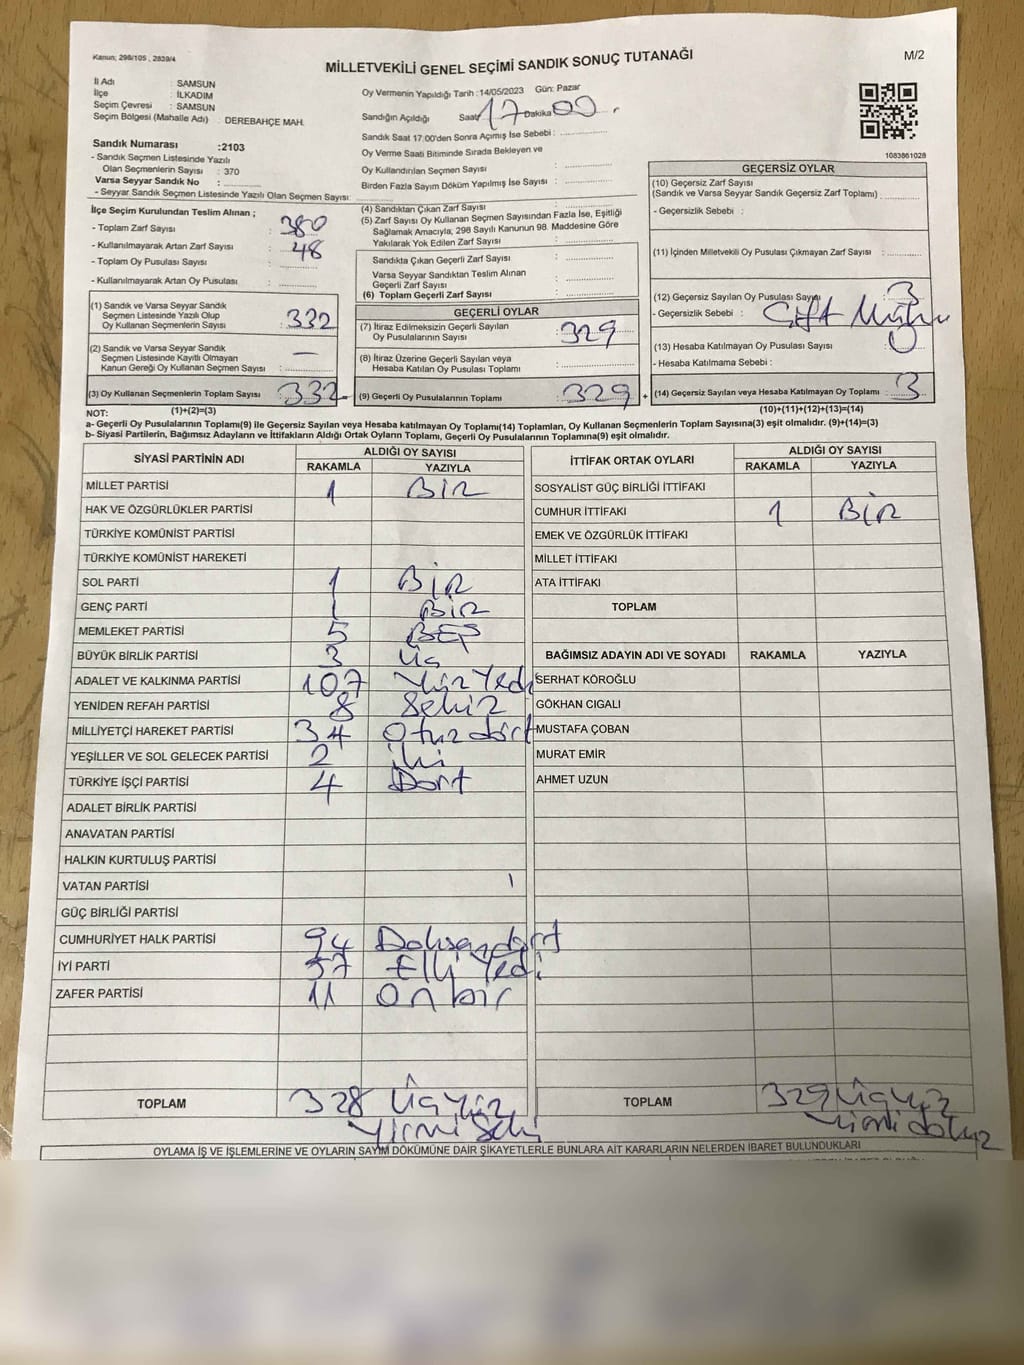 Kanun; 298/105 , 2839/4
MİLLETVEKİLİ GENEL SEÇİMİ SANDIK SONUÇ TUTANAĞI
M/2
İl Adı : SAMSUN
İlçe : İLKADIM
Seçim Çevresi : SAMSUN
Seçim Bölgesi (Mahalle Adı) : DEREBAHÇE MAH.
Sandık Numarası :2103
- Sandık Seçmen Listesinde Yazılı
Olan Seçmenlerin Sayısı : 370
Varsa Seyyar Sandık No :
- Seyyar Sandık Seçmen Listesinde Yazılı Olan Seçmen Sayısı:
Oy Vermenin Yapıldığı Tarih :14/05/2023 Gün: Pazar
Sandığın Açıldığı Saat 17 Dakika 00
Sandık Saat 17:00'den Sonra Açımış İse Sebebi :
Oy Verme Saati Bitiminde Sırada Bekleyen ve
Oy Kullandırılan Seçmen Sayısı :
Birden Fazla Sayım Döküm Yapılmış İse Sayısı :
1083861028
İlçe Seçim Kurulundan Teslim Alınan ;
- Toplam Zarf Sayısı : 380
- Kullanılmayarak Artan Zarf Sayısı : 48
- Toplam Oy Pusulası Sayısı :
- Kullanılmayarak Artan Oy Pusulası :
(1) Sandık ve Varsa Seyyar Sandık
Seçmen Listesinde Yazılı Olup
Oy Kullanan Seçmenlerin Sayısı : 332
(2) Sandık ve Varsa Seyyar Sandık
Seçmen Listesinde Kayıtlı Olmayan
Kanun Gereği Oy Kullanan Seçmen Sayısı : —
(3) Oy Kullanan Seçmenlerin Toplam Sayısı : 332
(1)+(2)=(3)
(4) Sandıktan Çıkan Zarf Sayısı :
(5) Zarf Sayısı Oy Kullanan Seçmen Sayısından Fazla İse, Eşitliği
Sağlamak Amacıyla, 298 Sayılı Kanunun 98. Maddesine Göre
Yakılarak Yok Edilen Zarf Sayısı :
Sandıkta Çıkan Geçerli Zarf Sayısı :
Varsa Seyyar Sandıktan Teslim Alınan
Geçerli Zarf Sayısı :
(6) Toplam Geçerli Zarf Sayısı :
GEÇERLİ OYLAR
(7) İtiraz Edilmeksizin Geçerli Sayılan
Oy Pusulalarının Sayısı : 329
(8) İtiraz Üzerine Geçerli Sayılan veya
Hesaba Katılan Oy Pusulası Toplamı :
(9) Geçerli Oy Pusulalarının Toplamı : 329 +
GEÇERSİZ OYLAR
(10) Geçersiz Zarf Sayısı
(Sandık ve Varsa Seyyar Sandık Geçersiz Zarf Toplamı) :
- Geçersizlik Sebebi :
(11) İçinden Milletvekili Oy Pusulası Çıkmayan Zarf Sayısı :
(12) Geçersiz Sayılan Oy Pusulası Sayısı : 3
- Geçersizlik Sebebi : Çift Mühür
(13) Hesaba Katılmayan Oy Pusulası Sayısı : 0
- Hesaba Katılmama Sebebi :
(14) Geçersiz Sayılan veya Hesaba Katılmayan Oy Toplamı : 3
(10)+(11)+(12)+(13)=(14)
NOT:
a- Geçerli Oy Pusulalarının Toplamı(9) ile Geçersiz Sayılan veya Hesaba katılmayan Oy Toplamı(14) Toplamları, Oy Kullanan Seçmenlerin Toplam Sayısına(3) eşit olmalıdır. (9)+(14)=(3)
b- Siyasi Partilerin, Bağımsız Adayların ve İttifakların Aldığı Ortak Oyların Toplamı, Geçerli Oy Pusulalarının Toplamına(9) eşit olmalıdır.
SİYASİ PARTİNİN ADI ALDIĞI OY SAYISI
RAKAMLA YAZIYLA
MİLLET PARTİSİ 1 BİR
HAK VE ÖZGÜRLÜKLER PARTİSİ
TÜRKİYE KOMÜNİST PARTİSİ
TÜRKİYE KOMÜNİST HAREKETİ
SOL PARTİ 1 BİR
GENÇ PARTİ 1 BİR
MEMLEKET PARTİSİ 5 BEŞ
BÜYÜK BİRLİK PARTİSİ 3 Üç
ADALET VE KALKINMA PARTİSİ 107 Yüz Yedi
YENİDEN REFAH PARTİSİ 8 Sekiz
MİLLİYETÇİ HAREKET PARTİSİ 34 Otuz dört
YEŞİLLER VE SOL GELECEK PARTİSİ 2 iki
TÜRKİYE İŞÇİ PARTİSİ 4 Dört
ADALET BİRLİK PARTİSİ
ANAVATAN PARTİSİ
HALKIN KURTULUŞ PARTİSİ
VATAN PARTİSİ
GÜÇ BİRLİĞİ PARTİSİ
CUMHURİYET HALK PARTİSİ 94 Doksandört
İYİ PARTİ 57 Elli Yedi
ZAFER PARTİSİ 11 On bir
TOPLAM 328 Üçyüz
Yirmi Seki
İTTİFAK ORTAK OYLARI ALDIĞI OY SAYISI
RAKAMLA YAZIYLA
SOSYALİST GÜÇ BİRLİĞİ İTTİFAKI
CUMHUR İTTİFAKI 1 BİR
EMEK VE ÖZGÜRLÜK İTTİFAKI
MİLLET İTTİFAKI
ATA İTTİFAKI
TOPLAM
BAĞIMSIZ ADAYIN ADI VE SOYADI RAKAMLA YAZIYLA
SERHAT KÖROĞLU
GÖKHAN CIGALI
MUSTAFA ÇOBAN
MURAT EMİR
AHMET UZUN
TOPLAM 329 Üçyüz
Yirmi dokuz
OYLAMA İŞ VE İŞLEMLERİNE VE OYLARIN SAYIM DÖKÜMÜNE DAİR ŞİKAYETLERLE BUNLARA AİT KARARLARIN NELERDEN İBARET BULUNDUKLARI